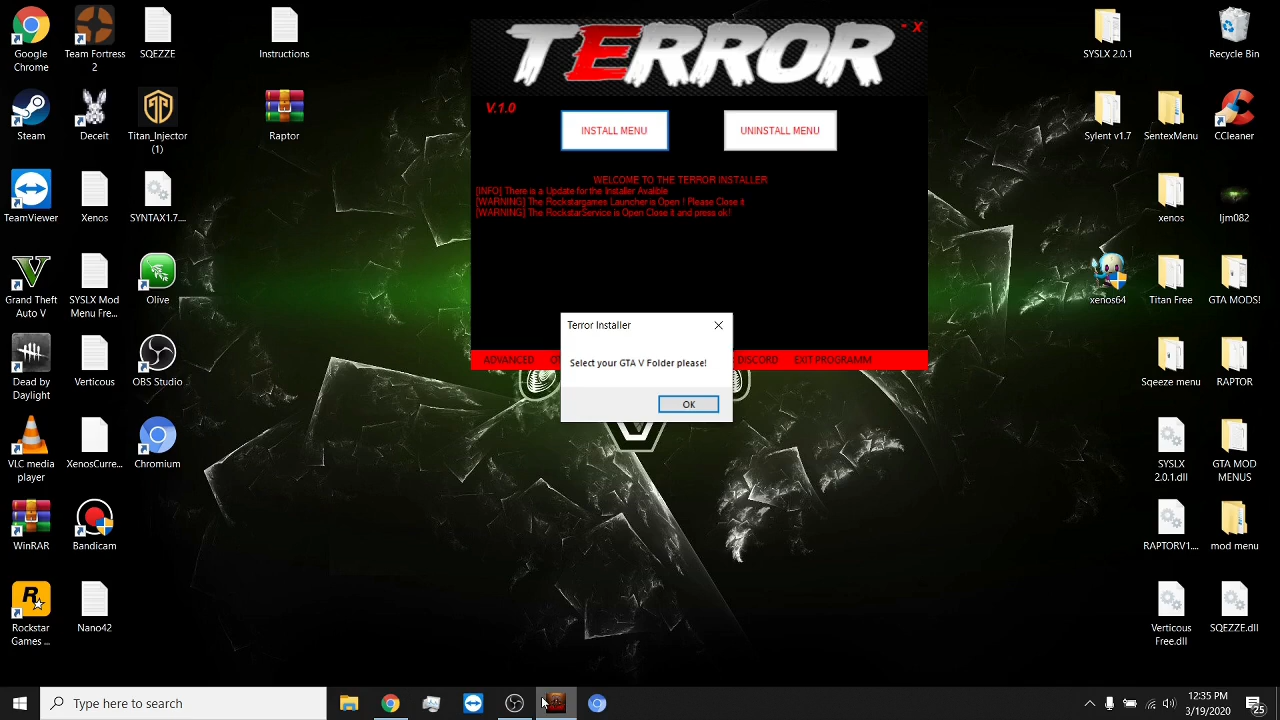 Google
Chrome
Team Fortress
2
SQEZZE
Instructions
Steam
Deceit
Titan_Injector
(1)
Raptor
TeamViewer
Xenos
SYNTAX1.7....
Grand Theft
Auto V
SYSLX Mod
Menu Fre...
Olive
Dead by
Daylight
Verticous
OBS Studio
VLC media
player
XenosCure...
Chromium
WinRAR
Bandicam
Rockstar
Games ...
Nano42
TERROR
- X
V.1.0
INSTALL MENU
UNINSTALL MENU
WELCOME TO THE TERROR INSTALLER
[INFO] There is a Update for the Installer Avalible
[WARNING] The Rockstargames Launcher is Open ! Please Close it
[WARNING] The RockstarService is Open Close it and press ok!
Terror Installer
Select your GTA V Folder please!
OK
ADVANCED
DISCORD
EXIT PROGRAMM
SYSLX 2.0.1
Recycle Bin
Sylent v1.7
SentexMenu
CCleaner
xenos
ljm082
xenos64
Titan Free
GTA MODS!
Sqeeze menu
RAPTOR
SYSLX
2.0.1.dll
GTA MOD
MENUS
RAPTORV1....
mod menu
Verticous
Free.dll
SQEZZE.dll
Type here to search
12:35 PM
3/19/2020
2